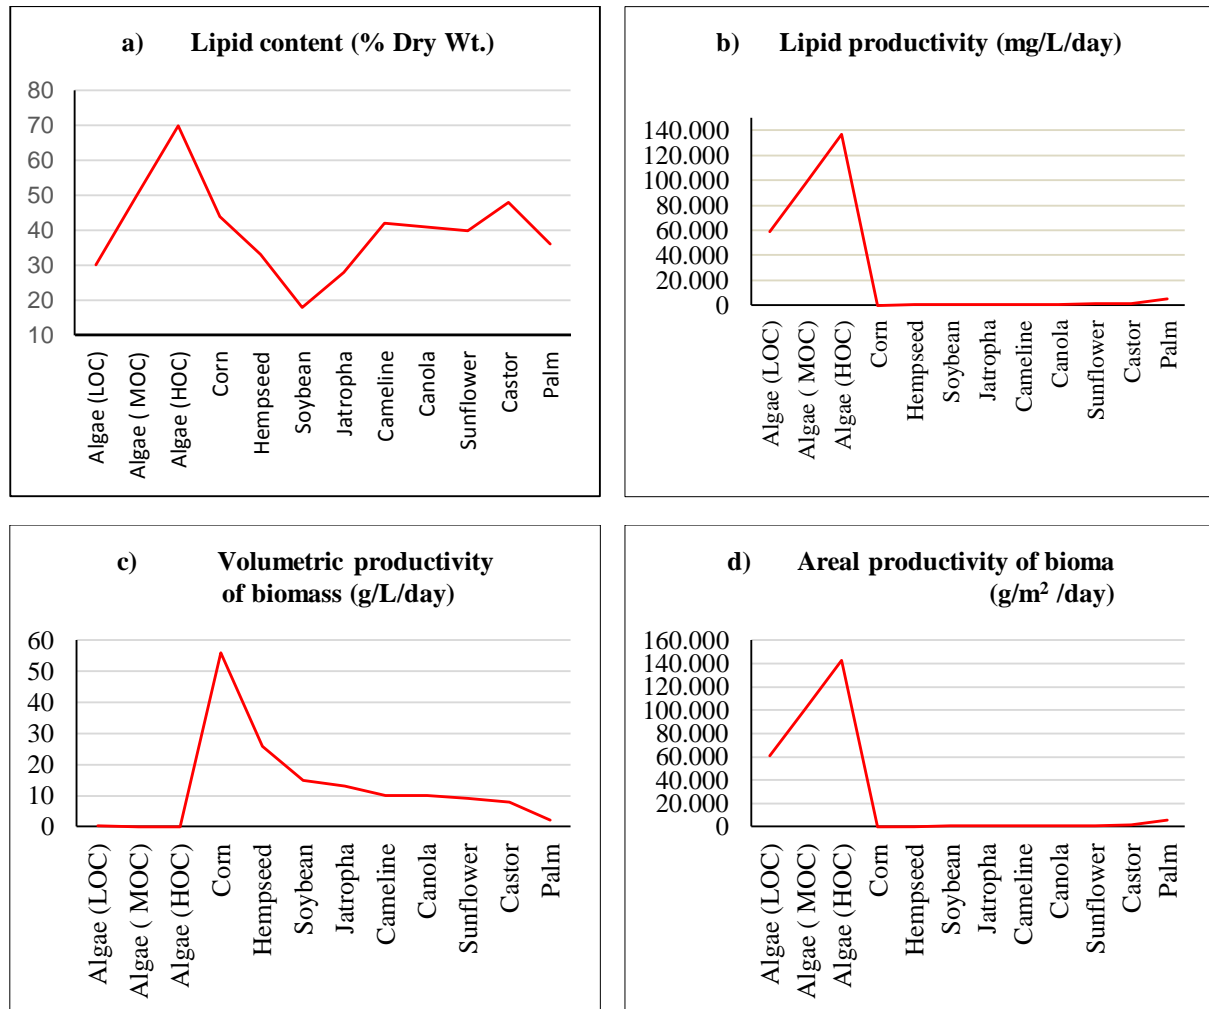 a) Lipid content (% Dry Wt.)
80
70
60
50
40
30
20
10
Algae (LOC)
Algae ( MOC)
Algae (HOC)
Corn
Hempseed
Soybean
Jatropha
Cameline
Canola
Sunflower
Castor
Palm
b) Lipid productivity (mg/L/day)
140.000
120.000
100.000
80.000
60.000
40.000
20.000
0
Algae (LOC)
Algae ( MOC)
Algae (HOC)
Corn
Hempseed
Soybean
Jatropha
Cameline
Canola
Sunflower
Castor
Palm
c) Volumetric productivity
of biomass (g/L/day)
60
50
40
30
20
10
0
Algae (LOC)
Algae ( MOC)
Algae (HOC)
Corn
Hempseed
Soybean
Jatropha
Cameline
Canola
Sunflower
Castor
Palm
d) Areal productivity of bioma
(g/m² /day)
160.000
140.000
120.000
100.000
80.000
60.000
40.000
20.000
0
Algae (LOC)
Algae ( MOC)
Algae (HOC)
Corn
Hempseed
Soybean
Jatropha
Cameline
Canola
Sunflower
Castor
Palm